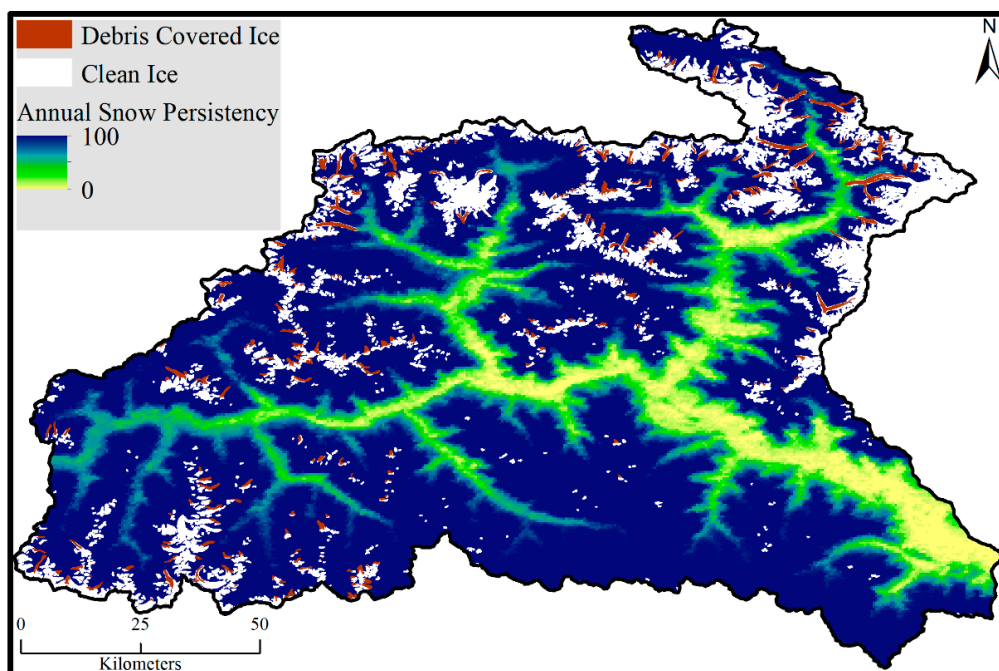 Debris Covered Ice
Clean Ice
Annual Snow Persistency
100
0
N
0 25 50
Kilometers